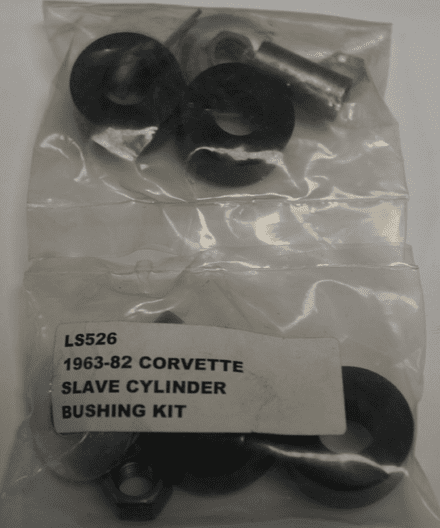 LS526
1963-82 CORVETTE
SLAVE CYLINDER
BUSHING KIT